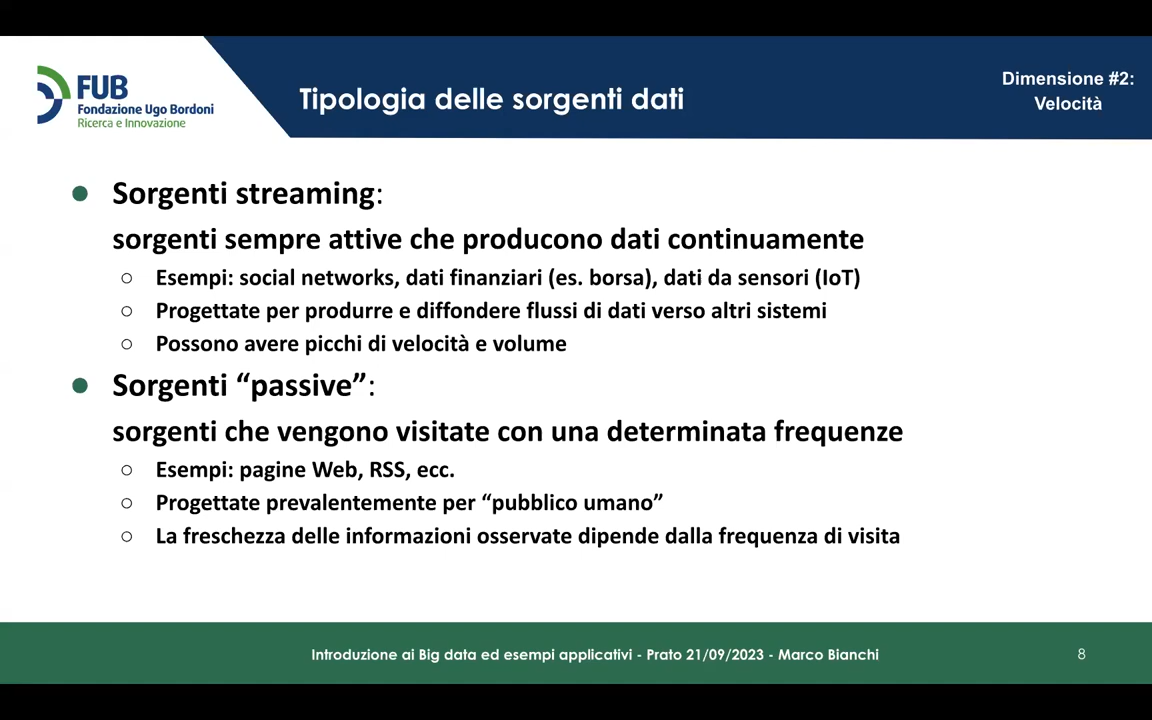 FUB
Fondazione Ugo Bordoni
Ricerca e Innovazione
Tipologia delle sorgenti dati
Dimensione #2:
Velocità
● Sorgenti streaming:
sorgenti sempre attive che producono dati continuamente
○ Esempi: social networks, dati finanziari (es. borsa), dati da sensori (IoT)
○ Progettate per produrre e diffondere flussi di dati verso altri sistemi
○ Possono avere picchi di velocità e volume
● Sorgenti “passive”:
sorgenti che vengono visitate con una determinata frequenze
○ Esempi: pagine Web, RSS, ecc.
○ Progettate prevalentemente per “pubblico umano”
○ La freschezza delle informazioni osservate dipende dalla frequenza di visita
Introduzione ai Big data ed esempi applicativi - Prato 21/09/2023 - Marco Bianchi
8